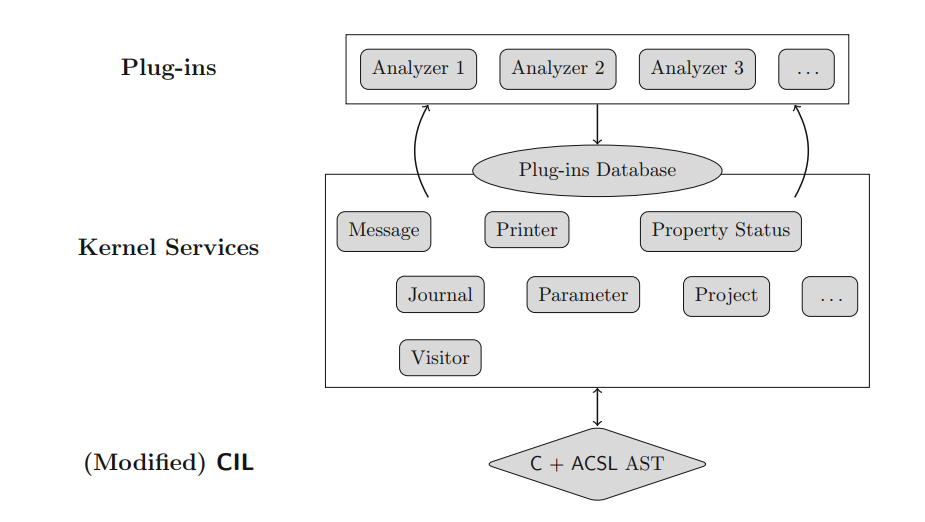 Plug-ins
Analyzer 1 Analyzer 2 Analyzer 3 ...
Plug-ins Database
Kernel Services
Message Printer Property Status
Journal Parameter Project ...
Visitor
(Modified) CIL
C + ACSL AST